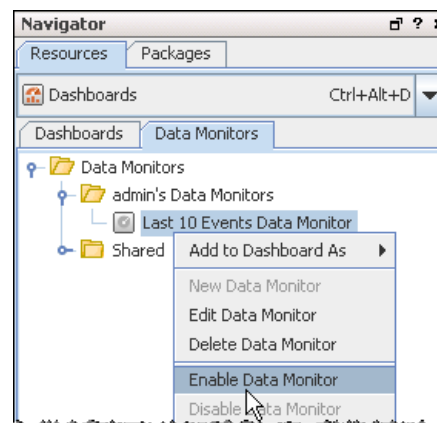 Navigator
Resources Packages
Dashboards Ctrl+Alt+D
Dashboards Data Monitors
Data Monitors
admin's Data Monitors
Last 10 Events Data Monitor
Shared Add to Dashboard As
New Data Monitor
Edit Data Monitor
Delete Data Monitor
Enable Data Monitor
Disable Data Monitor